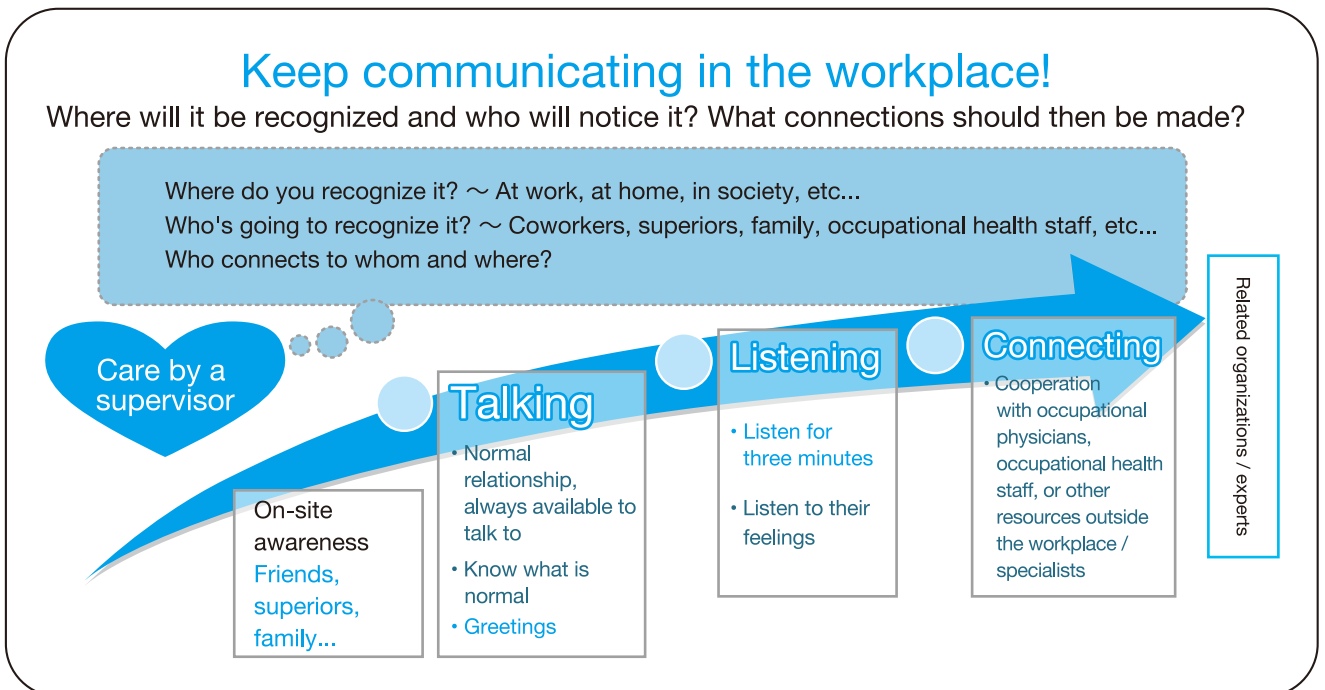 Keep communicating in the workplace!
Where will it be recognized and who will notice it? What connections should then be made?
Where do you recognize it? ～ At work, at home, in society, etc...
Who's going to recognize it? ～ Coworkers, superiors, family, occupational health staff, etc...
Who connects to whom and where?
Care by a
supervisor
On-site
awareness
Friends,
superiors,
family...
Talking
• Normal
relationship,
always available to
talk to
• Know what is
normal
• Greetings
Listening
• Listen for
three minutes
• Listen to their
feelings
Connecting
• Cooperation
with occupational
physicians,
occupational health
staff, or other
resources outside
the workplace /
specialists
Related organizations / experts